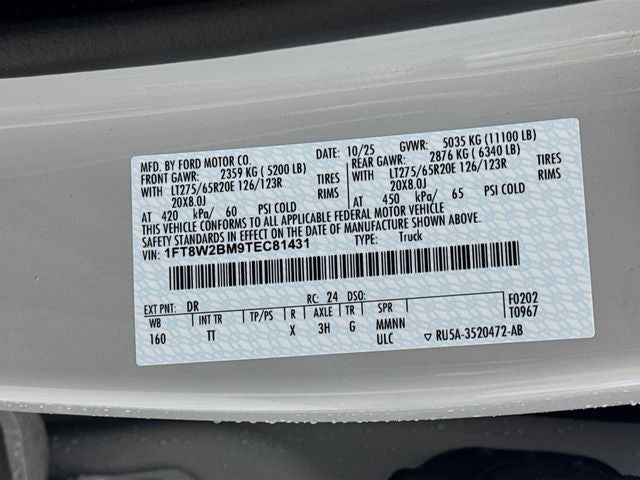 MFD. BY FORD MOTOR CO. DATE: 10/25 GVWR: 5035 KG (11100 LB)
FRONT GAWR: 2359 KG (5200 LB) REAR GAWR: 2876 KG (6340 LB)
WITH LT275/65R20E 126/123R TIRES WITH LT275/65R20E 126/123R TIRES
20X8.0J RIMS 20X8.0J RIMS
AT 420 kPa/ 60 PSI COLD AT 450 kPa/ 65 PSI COLD
THIS VEHICLE CONFORMS TO ALL APPLICABLE FEDERAL MOTOR VEHICLE
SAFETY STANDARDS IN EFFECT ON THE DATE OF MANUFACTURE SHOWN ABOVE.
VIN: 1FT8W2BM9TEC81431 TYPE: Truck
EXT PNT: DR RC: 24 DSO: F0202
WB INT TR TP/PS R AXLE TR SPR T0967
160 TT X 3H G MMNN
ULC ▽ RU5A-3520472-AB